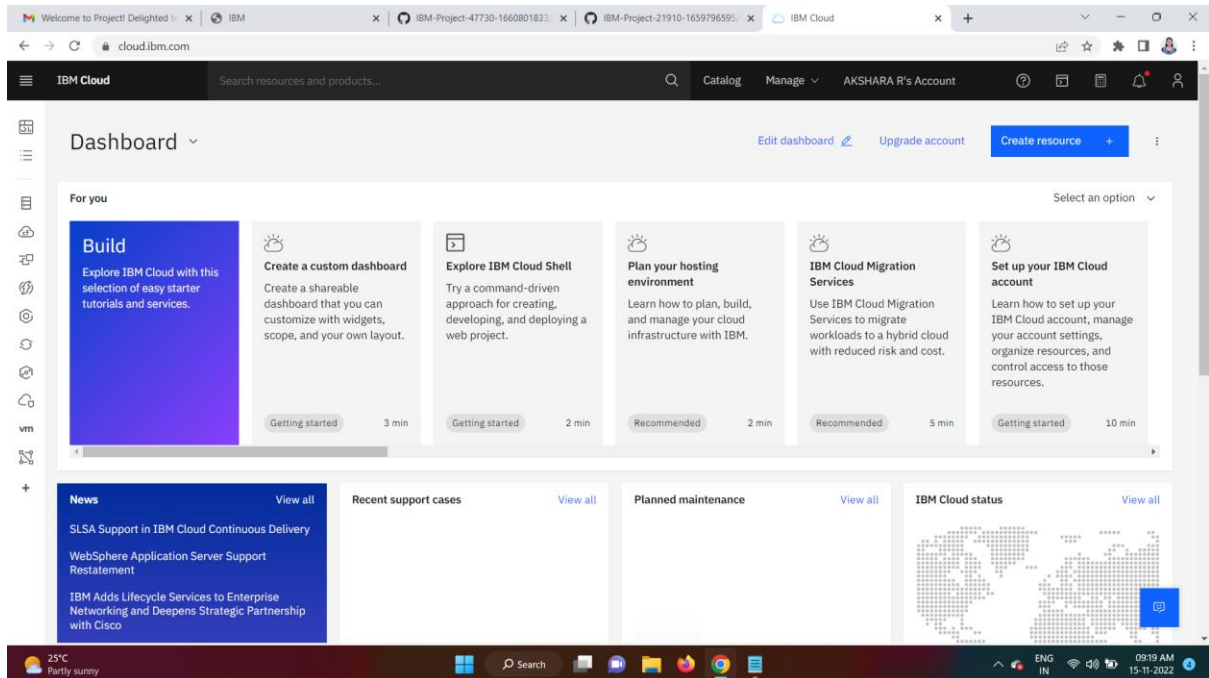 Welcome to Project! Delighted to
IBM
IBM-Project-47730-1660801833/
IBM-Project-21910-1659796595/
IBM Cloud
cloud.ibm.com
IBM Cloud
Search resources and products...
Catalog
Manage
AKSHARA R's Account
Dashboard
Edit dashboard
Upgrade account
Create resource +
For you
Select an option
Build
Explore IBM Cloud with this
selection of easy starter
tutorials and services.
Create a custom dashboard
Create a shareable
dashboard that you can
customize with widgets,
scope, and your own layout.
Getting started
3 min
Explore IBM Cloud Shell
Try a command-driven
approach for creating,
developing, and deploying a
web project.
Getting started
2 min
Plan your hosting
environment
Learn how to plan, build,
and manage your cloud
infrastructure with IBM.
Recommended
2 min
IBM Cloud Migration
Services
Use IBM Cloud Migration
Services to migrate
workloads to a hybrid cloud
with reduced risk and cost.
Recommended
5 min
Set up your IBM Cloud
account
Learn how to set up your
IBM Cloud account, manage
your account settings,
organize resources, and
control access to those
resources.
Getting started
10 min
vm
News
View all
SLSA Support in IBM Cloud Continuous Delivery
WebSphere Application Server Support
Restatement
IBM Adds Lifecycle Services to Enterprise
Networking and Deepens Strategic Partnership
with Cisco
Recent support cases
View all
Planned maintenance
View all
IBM Cloud status
View all
25°C
Partly sunny
Search
ENG
IN
09:19 AM
15-11-2022
4